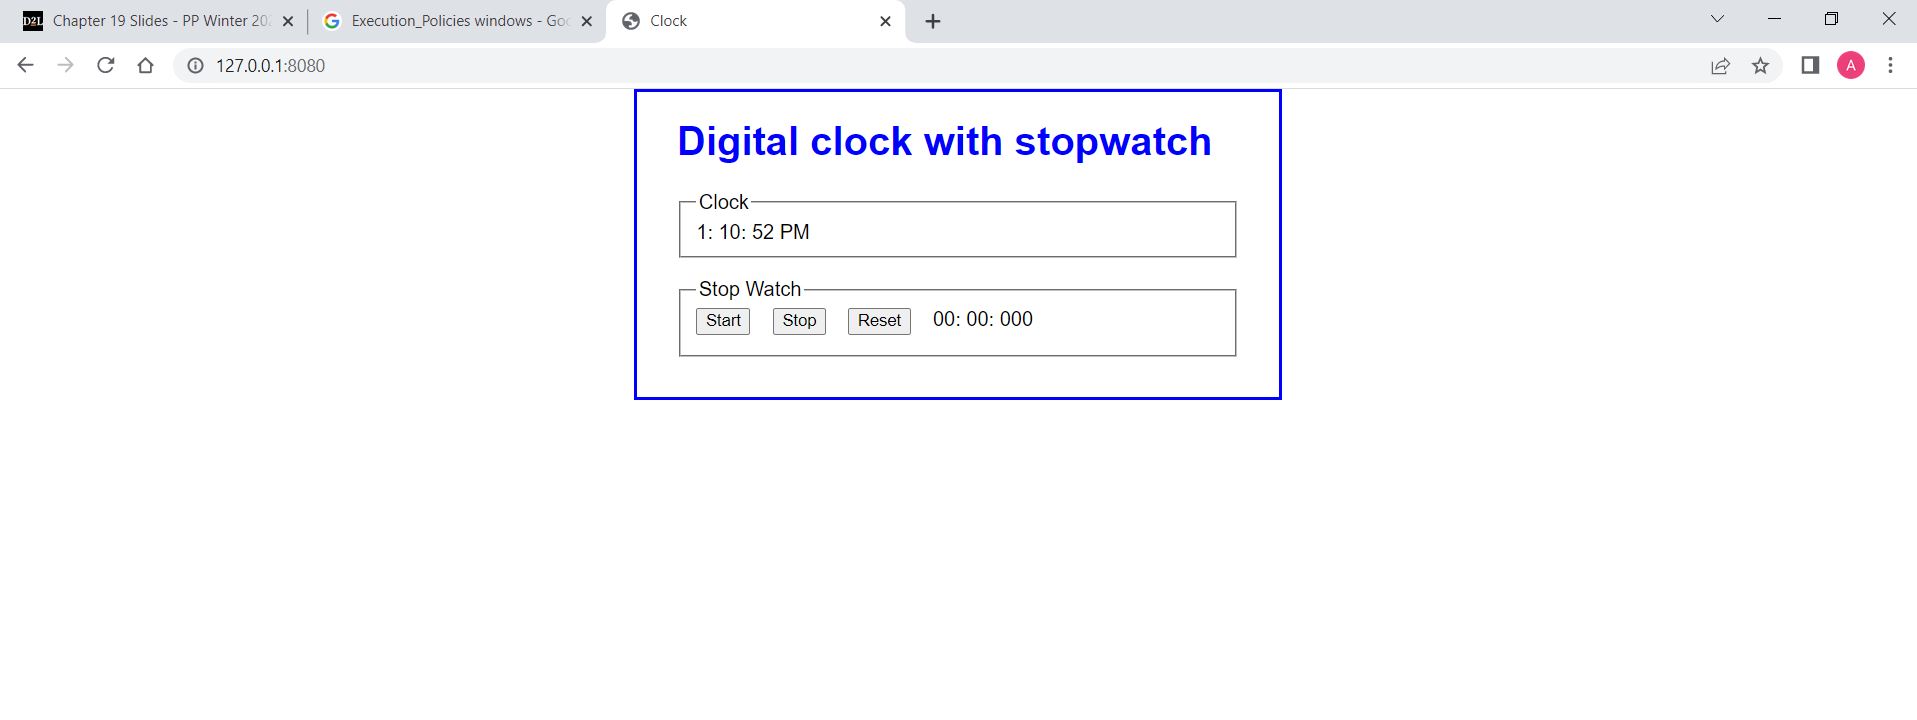 D2L Chapter 19 Slides - PP Winter 202
Execution_Policies windows - Goo
Clock
127.0.0.1:8080
A
Digital clock with stopwatch
Clock
1: 10: 52 PM
Stop Watch
Start Stop Reset 00: 00: 000